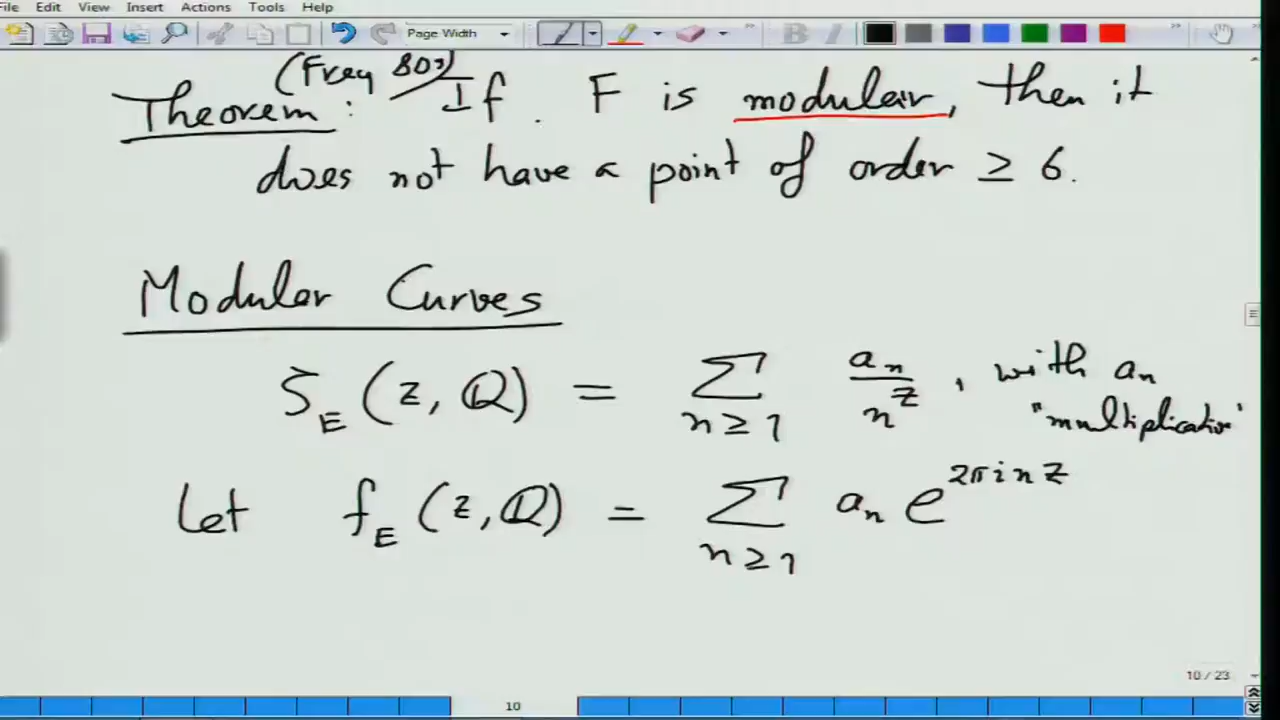 File Edit View Insert Actions Tools Help
Page Width
(Frey 80s)
Theorem: If F is modular, then it
does not have a point of order ≥ 6.
Modular Curves
ζ_E (z, ℚ) = Σ_{n≥1} a_n / n^z , with a_n
"multiplicative"
Let f_E (z, ℚ) = Σ_{n≥1} a_n e^{2πinz}
10 / 23
10